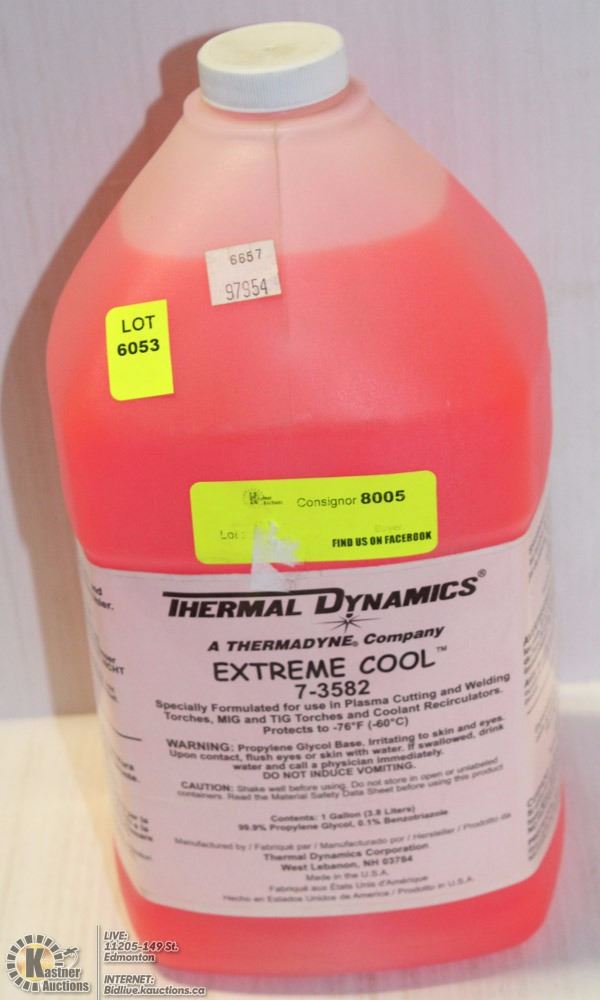 6657
97954
LOT
6053
Consignor 8005
FIND US ON FACEBOOK
THERMAL DYNAMICS®
A THERMADYNE® Company
EXTREME COOL™
7-3582
Specially Formulated for use in Plasma Cutting and Welding
Torches, MIG and TIG Torches and Coolant Recirculators.
Protects to -76°F (-60°C)
WARNING: Propylene Glycol Base. Irritating to skin and eyes.
Upon contact, flush eyes or skin with water. If swallowed, drink
water and call a physician immediately.
DO NOT INDUCE VOMITING.
CAUTION: Shake well before using. Do not store in open or unlabeled
containers. Read the Material Safety Data Sheet before using this product
Contents: 1 Gallon (3.8 Liters)
99.9% Propylene Glycol, 0.1% Benzotriazole
Manufactured by / Fabriqué par / Manufacturado por / Hersteller / Prodotto da
Thermal Dynamics Corporation
West Lebanon, NH 03784
Made in the U.S.A.
Fabriqué aux États Unis d'Amérique
Hecho en Estados Unidos de America / Prodotto in U.S.A.
K
Kastner
Auctions
LIVE:
11205-149 St.
Edmonton
INTERNET:
Bidlive.kauctions.ca